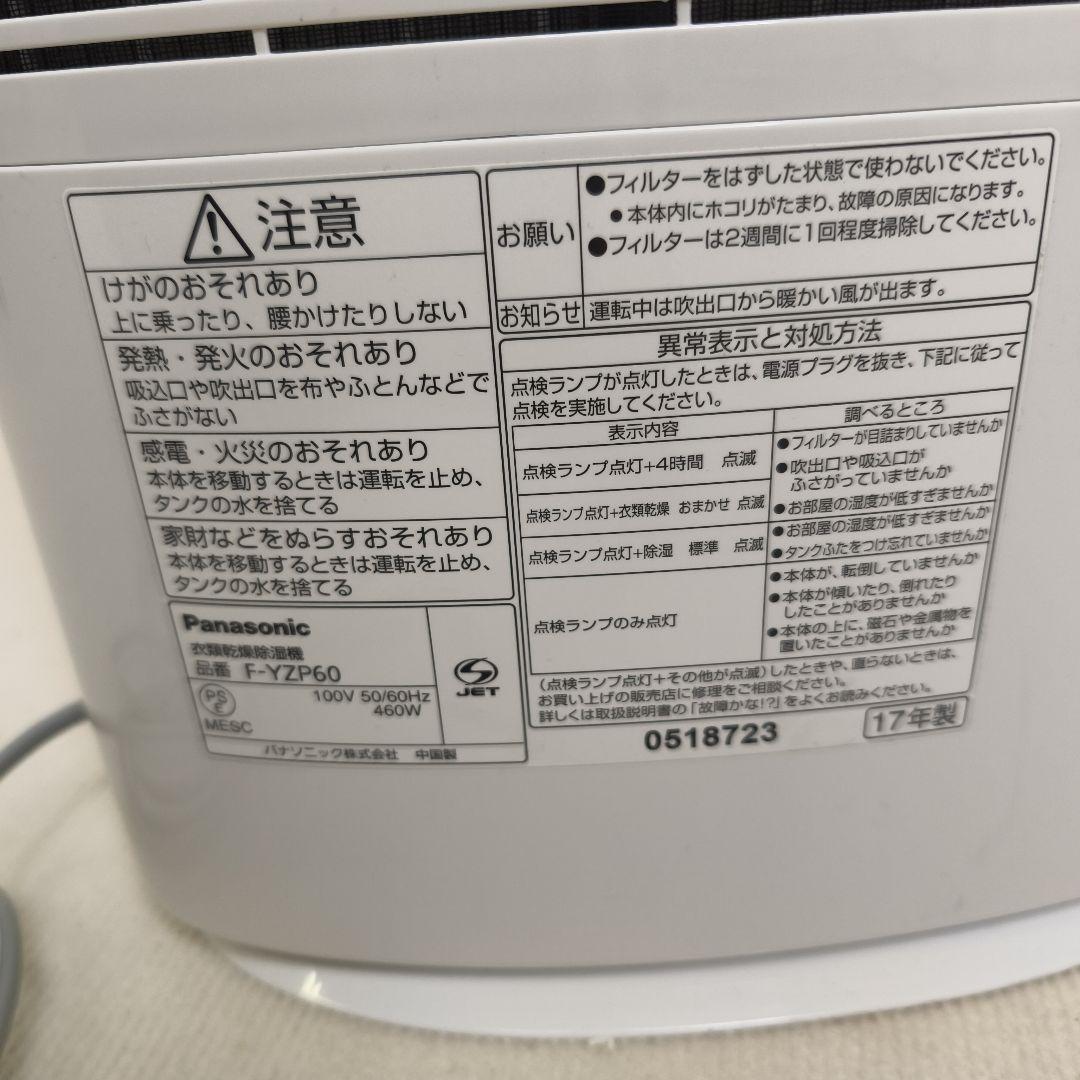 注意
けがのおそれあり
上に乗ったり、腰かけたりしない
発熱・発火のおそれあり
吸込口や吹出口を布やふとんなどで
ふさがない
感電・火災のおそれあり
本体を移動するときは運転を止め、
タンクの水を捨てる
家財などをぬらすおそれあり
本体を移動するときは運転を止め、
タンクの水を捨てる
Panasonic
衣類乾燥除湿機
品番 F-YZP60
PS E
MESC
100V 50/60Hz
460W
S
JET
パナソニック株式会社 中国製
お願い
●フィルターをはずした状態で使わないでください。
●本体内にホコリがたまり、故障の原因になります。
●フィルターは2週間に1回程度掃除してください。
お知らせ 運転中は吹出口から暖かい風が出ます。
異常表示と対処方法
点検ランプが点灯したときは、電源プラグを抜き、下記に従って
点検を実施してください。
表示内容 調べるところ
点検ランプ点灯+4時間 点滅
●フィルターが目詰まりしていませんか
●吹出口や吸込口が
ふさがっていませんか
●お部屋の湿度が低すぎませんか
点検ランプ点灯+衣類乾燥 おまかせ 点滅
●お部屋の湿度が低すぎませんか
点検ランプ点灯+除湿 標準 点滅
●タンクふたをつけ忘れていませんか
点検ランプのみ点灯
●本体が、転倒していませんか
●本体が傾いたり、倒れたり
したことがありませんか
●本体の上に、磁石や金属物を
置いたことがありませんか
(点検ランプ点灯+その他が点滅)したときや、直らないときは、
お買い上げの販売店に修理をご相談ください。
詳しくは取扱説明書の「故障かな!?」をよくお読みください。
0518723
17年製